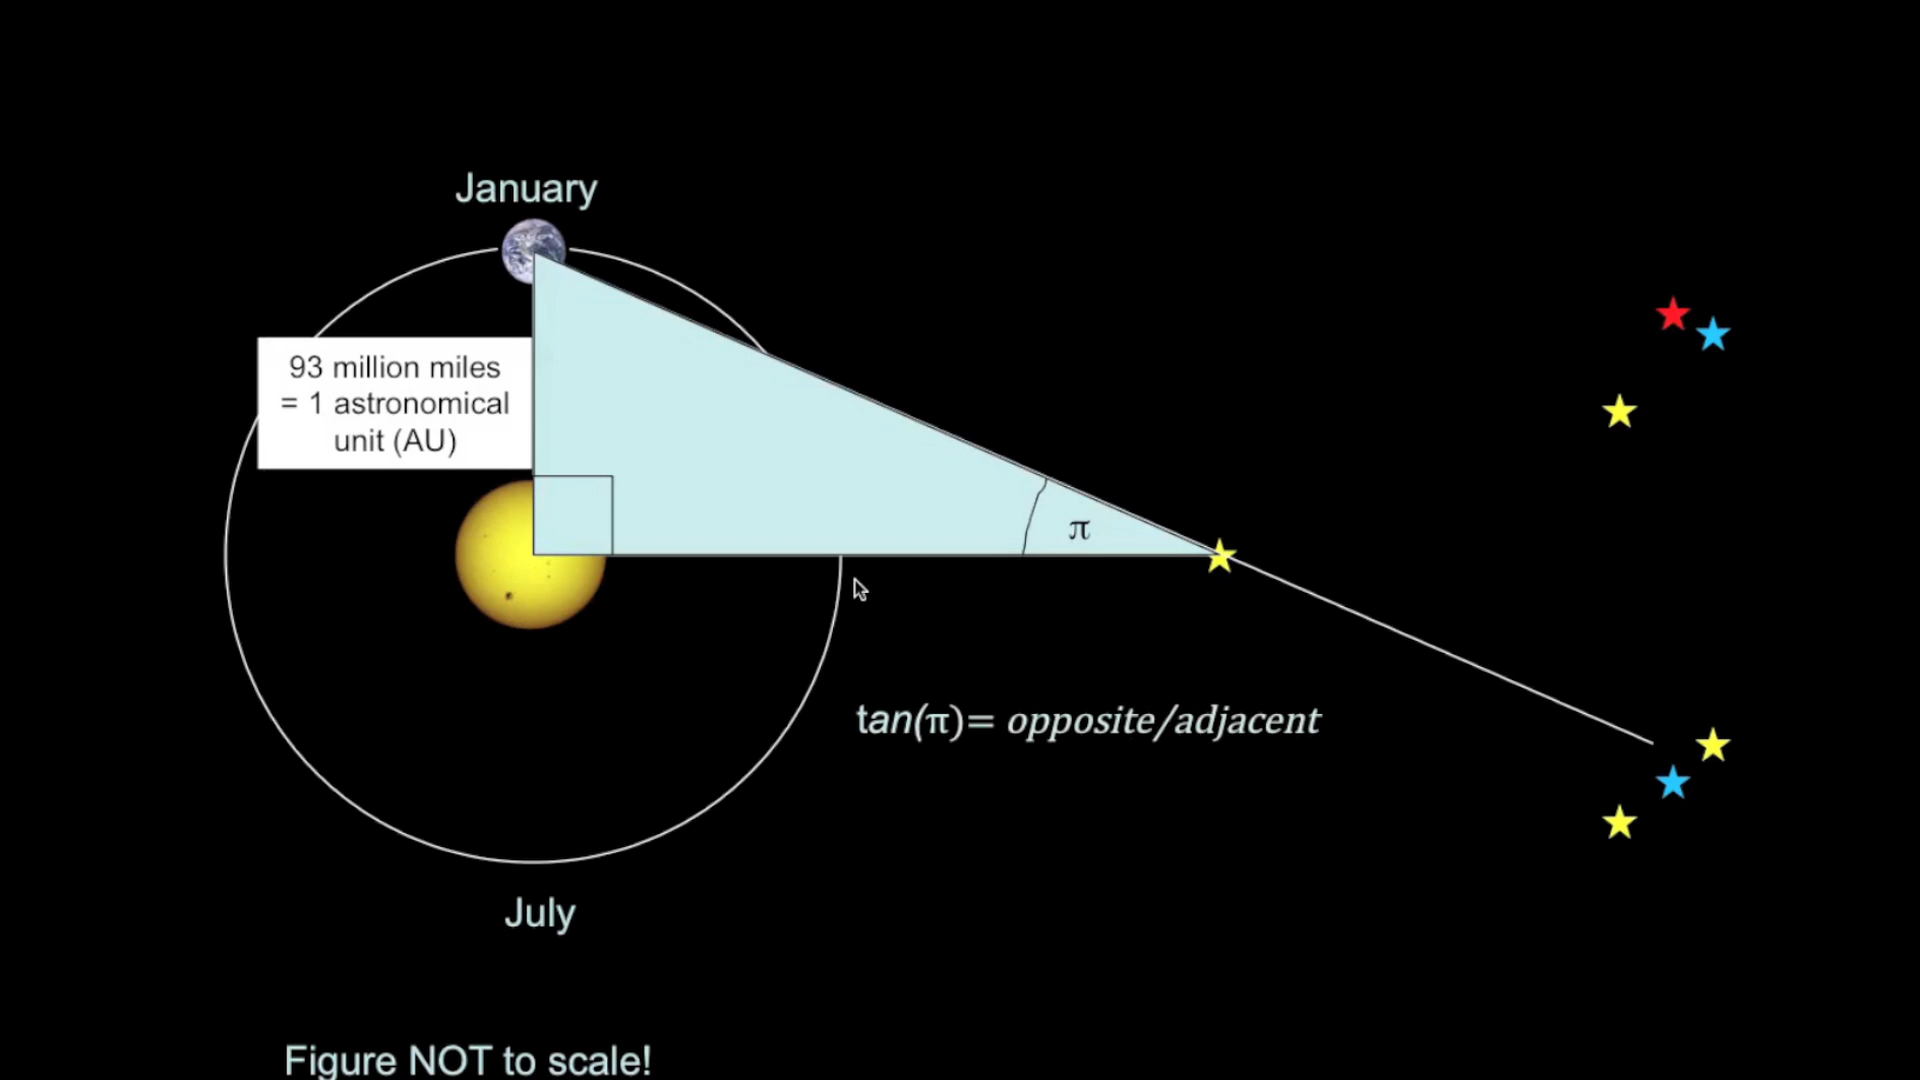 January
93 million miles
= 1 astronomical
unit (AU)
π
tan(π)= opposite/adjacent
July
Figure NOT to scale!